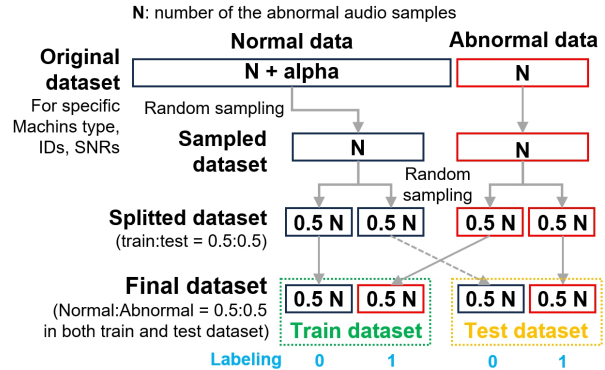 N: number of the abnormal audio samples
Normal data
Abnormal data
Original
dataset
N + alpha
N
For specific
Machins type,
IDs, SNRs
Random sampling
Sampled
dataset
N
N
Random
sampling
Splitted dataset
(train:test = 0.5:0.5)
0.5 N
0.5 N
0.5 N
0.5 N
Final dataset
(Normal:Abnormal = 0.5:0.5
in both train and test dataset)
0.5 N
0.5 N
0.5 N
0.5 N
Train dataset
Test dataset
Labeling
0
1
0
1